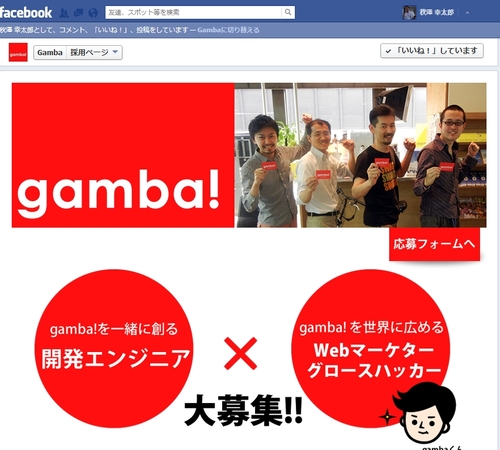 facebook
友達、スポット等を検索
秋澤 幸太郎
秋澤 幸太郎として、コメント、「いいね！」、投稿をしています — Gambaに切り替える
gamba!
Gamba
採用ページ
「いいね！」しています
gamba!
gamba!
gamba!
gamba!
gamba!
応募フォームへ
gamba!を一緒に創る
開発エンジニア
×
gamba! を世界に広める
Webマーケター
グロースハッカー
大募集!!
gambaくん